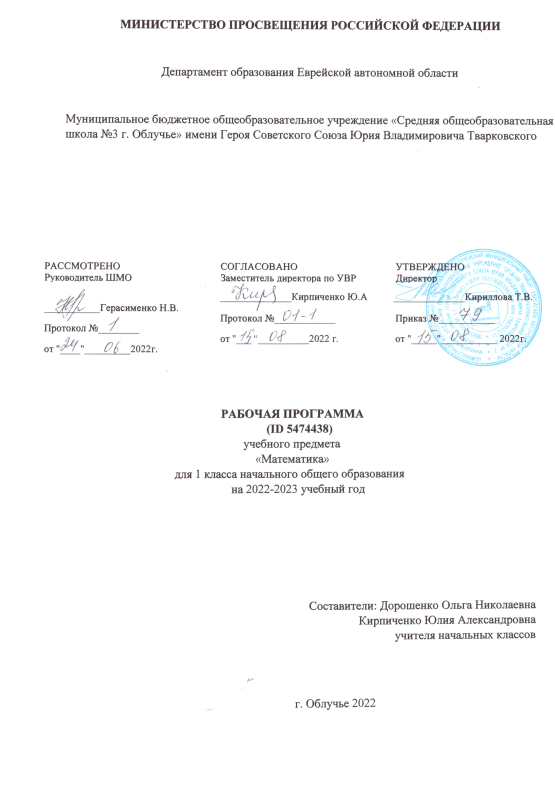 МИНИСТЕРСТВО ПРОСВЕЩЕНИЯ РОССИЙСКОЙ ФЕДЕРАЦИИ
Департамент образования Еврейской автономной области
Муниципальное бюджетное общеобразовательное учреждение «Средняя общеобразовательная
школа №3 г. Облучье» имени Героя Советского Союза Юрия Владимировича Тварковского
РАССМОТРЕНО
Руководитель ШМО
Герасименко Н.В.
Протокол № 1
от "24" 06 2022г.
СОГЛАСОВАНО
Заместитель директора по УВР
Кирпиченко Ю.А
Протокол № 01-1
от "15" 08 2022 г.
УТВЕРЖДЕНО
Директор
Кириллова Т.В.
Приказ № 79
от "15" 08 2022г.
РАБОЧАЯ ПРОГРАММА
(ID 5474438)
учебного предмета
«Математика»
для 1 класса начального общего образования
на 2022-2023 учебный год
Составители: Дорошенко Ольга Николаевна
Кирпиченко Юлия Александровна
учителя начальных классов
г. Облучье 2022